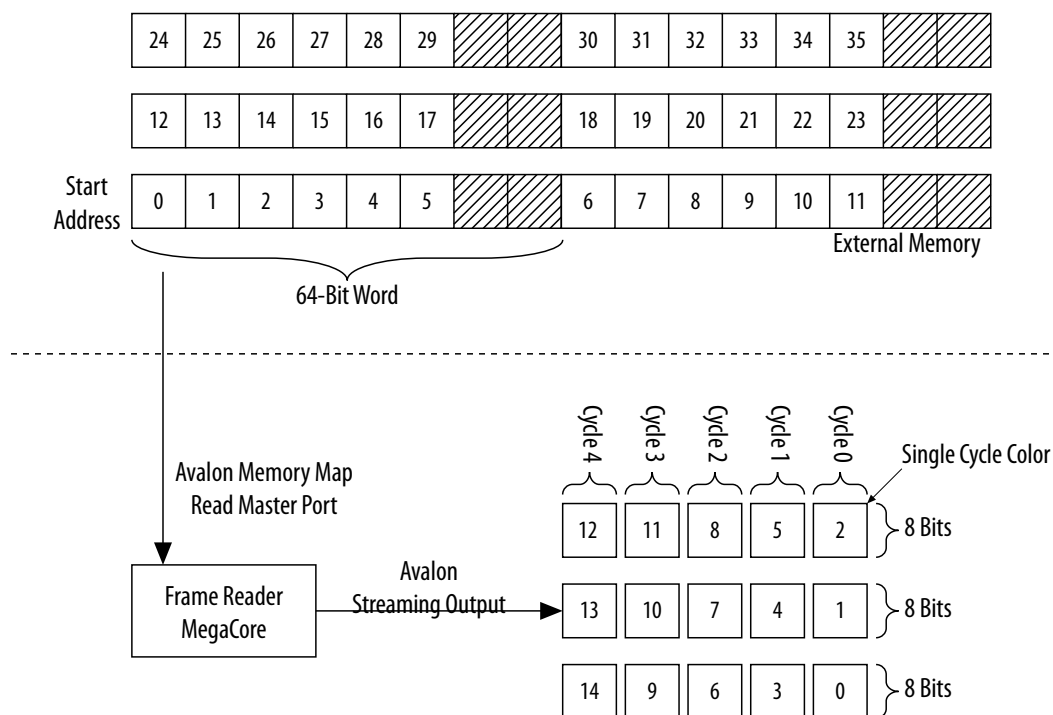 24 25 26 27 28 29 30 31 32 33 34 35
12 13 14 15 16 17 18 19 20 21 22 23
Start
Address
0 1 2 3 4 5 6 7 8 9 10 11
External Memory
64-Bit Word
Cycle 4 Cycle 3 Cycle 2 Cycle 1 Cycle 0
Single Cycle Color
Avalon Memory Map
Read Master Port
12 11 8 5 2 8 Bits
Frame Reader
MegaCore
Avalon
Streaming Output
13 10 7 4 1 8 Bits
14 9 6 3 0 8 Bits